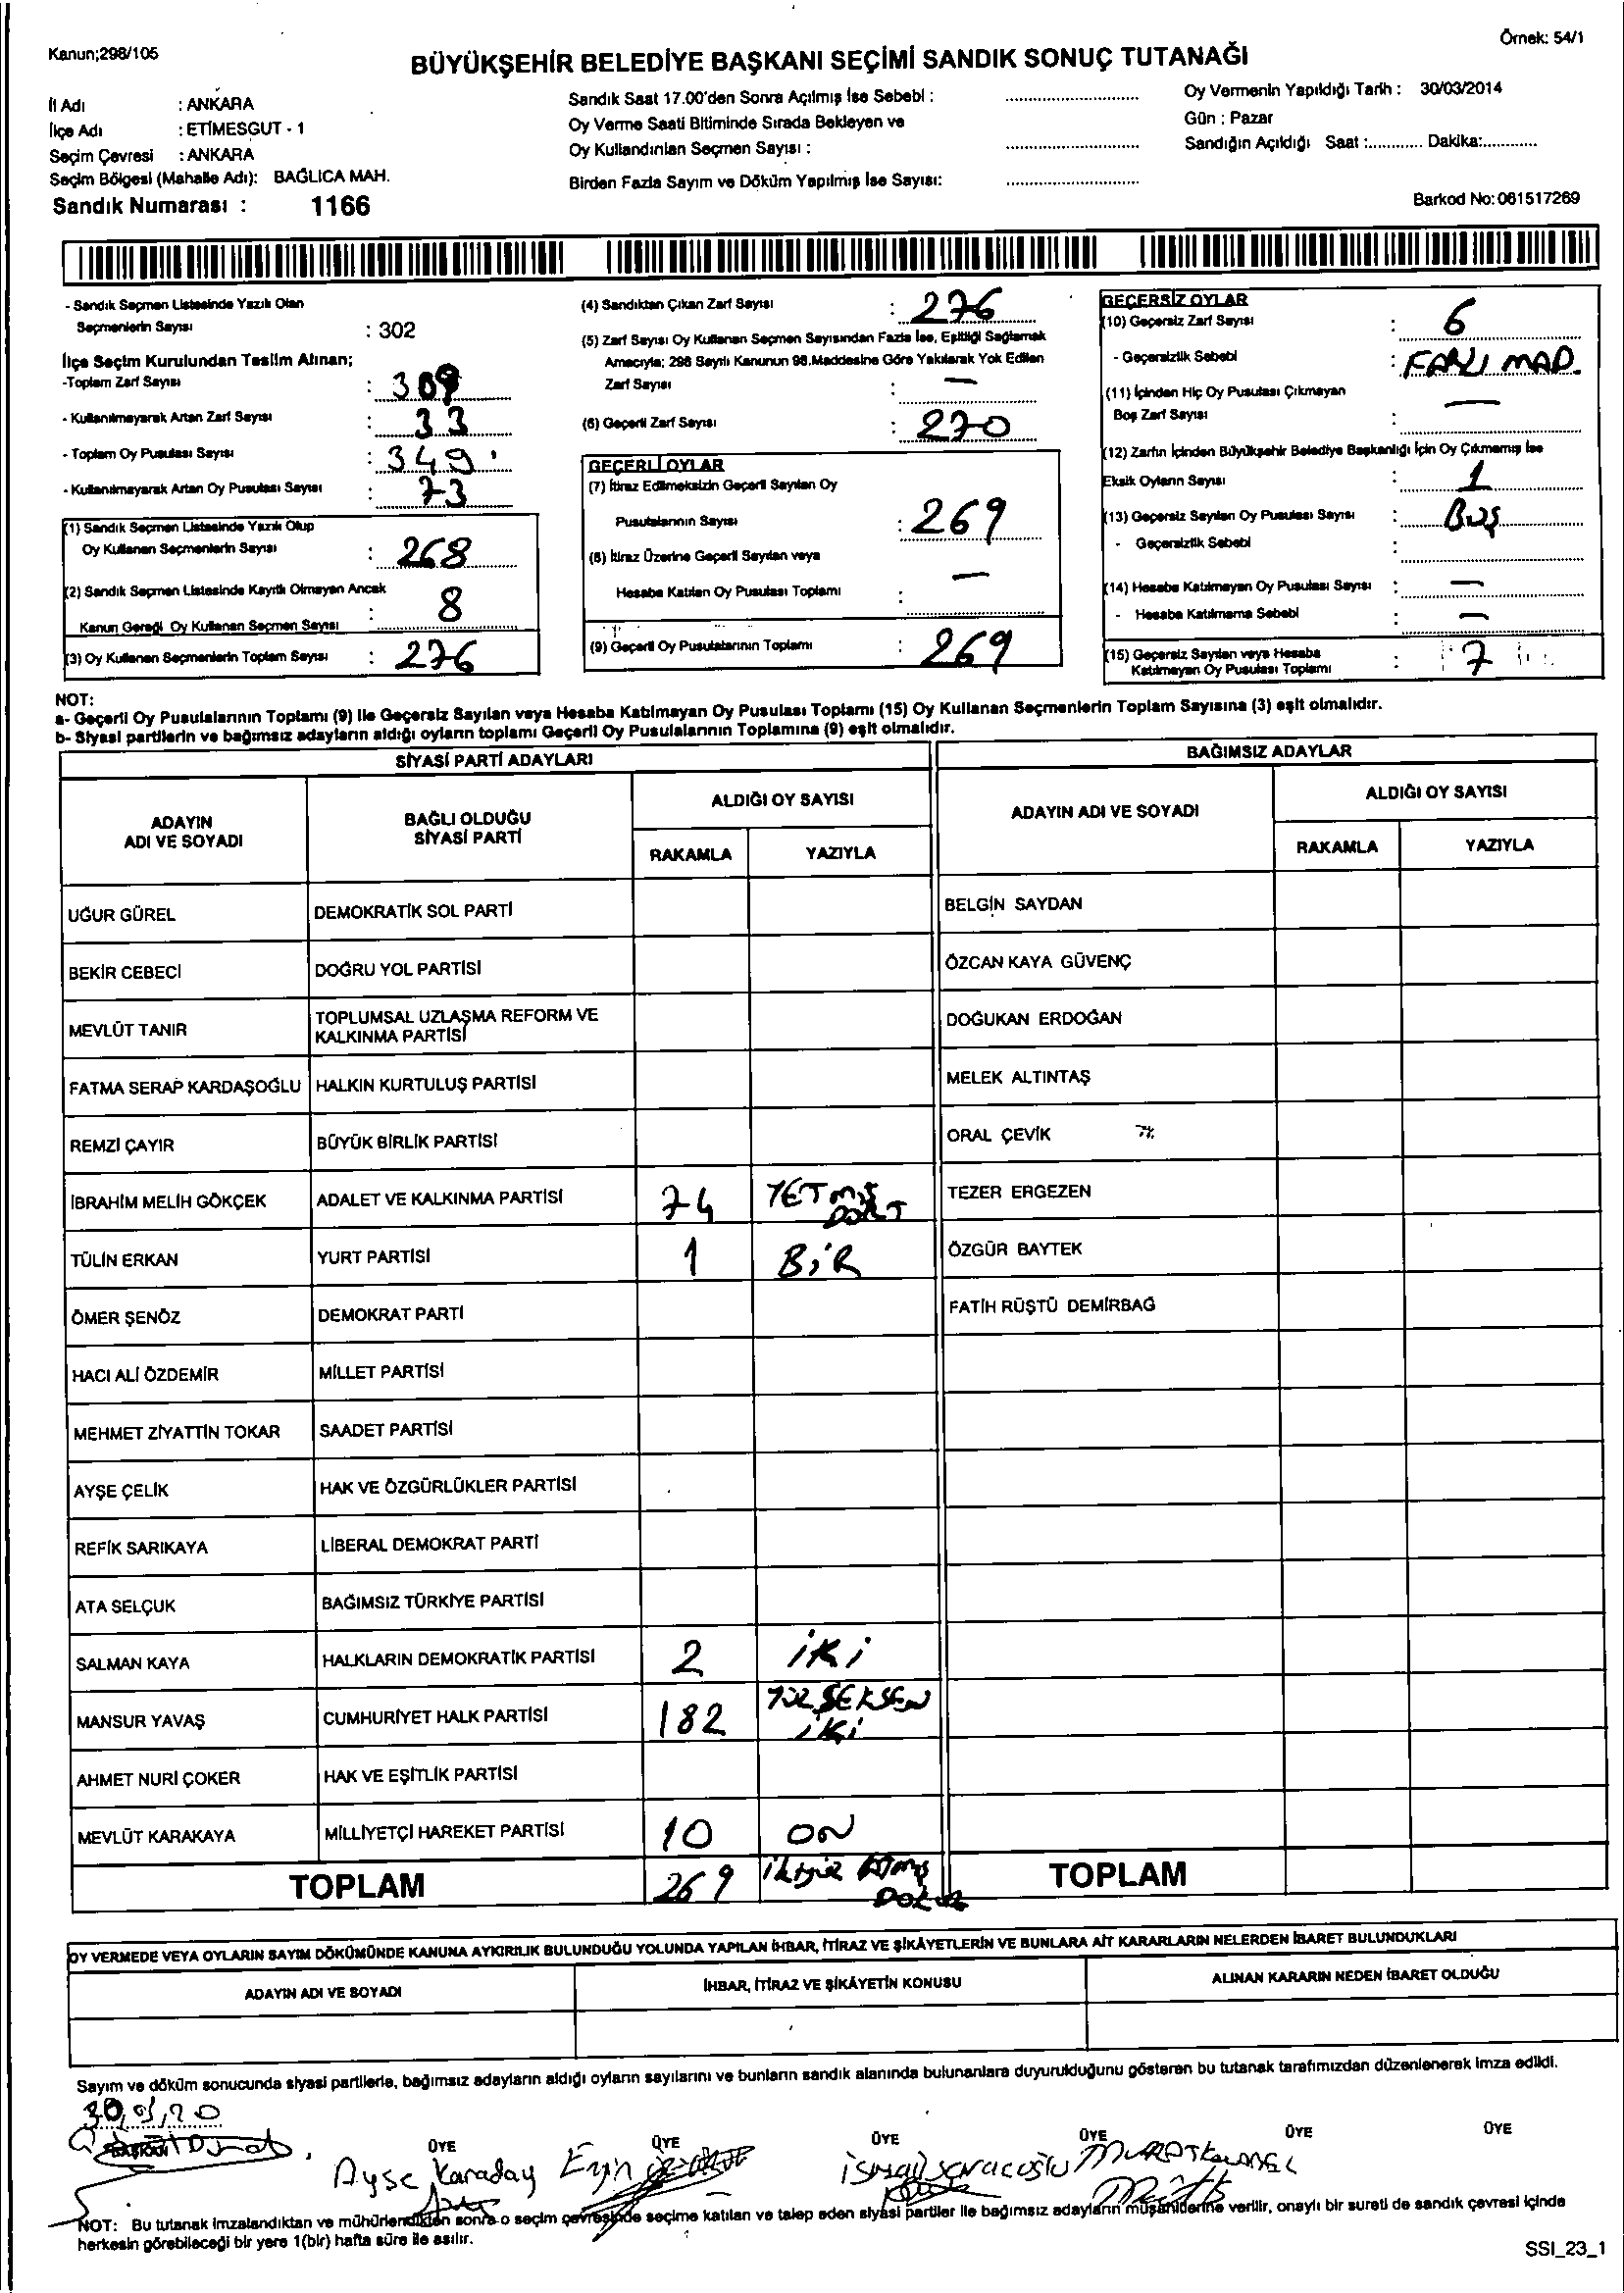 Kanun;298/105
Örnek: 54/1
BÜYÜKŞEHİR BELEDİYE BAŞKANI SEÇİMİ SANDIK SONUÇ TUTANAĞI
İl Adı : ANKARA
İlçe Adı : ETİMESGUT - 1
Seçim Çevresi : ANKARA
Seçim Bölgesi (Mahalle Adı): BAĞLICA MAH.
Sandık Numarası : 1166
Sandık Saat 17.00'den Sonra Açılmış İse Sebebi :
Oy Verme Saati Bitiminde Sırada Bekleyen ve
Oy Kullandırılan Seçmen Sayısı :
Birden Fazla Sayım ve Döküm Yapılmış İse Sayısı:
Oy Vermenin Yapıldığı Tarih : 30/03/2014
Gün : Pazar
Sandığın Açıldığı Saat :............ Dakika:............
Barkod No:061517269
- Sandık Seçmen Listesinde Yazılı Olan
Seçmenlerin Sayısı : 302
İlçe Seçim Kurulundan Teslim Alınan;
-Toplam Zarf Sayısı : 309
- Kullanılmayarak Artan Zarf Sayısı : 33
- Toplam Oy Pusulası Sayısı : 349
- Kullanılmayarak Artan Oy Pusulası Sayısı : 73
(1) Sandık Seçmen Listesinde Yazılı Olup
Oy Kullanan Seçmenlerin Sayısı : 268
(2) Sandık Seçmen Listesinde Kayıtlı Olmayan Ancak
Kanun Gereği Oy Kullanan Seçmen Sayısı : 8
(3) Oy Kullanan Seçmenlerin Toplam Sayısı : 276
(4) Sandıktan Çıkan Zarf Sayısı : 276
(5) Zarf Sayısı Oy Kullanan Seçmen Sayısından Fazla İse, Eşitliği Sağlamak
Amacıyla; 298 Sayılı Kanunun 98.Maddesine Göre Yakılarak Yok Edilen
Zarf Sayısı : —
(6) Geçerli Zarf Sayısı : 270
GEÇERLİ OYLAR
(7) İtiraz Edilmeksizin Geçerli Sayılan Oy
Pusulalarının Sayısı : 269
(8) İtiraz Üzerine Geçerli Sayılan veya
Hesaba Katılan Oy Pusulası Toplamı : —
(9) Geçerli Oy Pusulalarının Toplamı : 269
GEÇERSİZ OYLAR
(10) Geçersiz Zarf Sayısı : 6
- Geçersizlik Sebebi : FARLI MAD.
(11) İçinden Hiç Oy Pusulası Çıkmayan
Boş Zarf Sayısı : —
(12) Zarfın İçinden Büyükşehir Belediye Başkanlığı İçin Oy Çıkmamış İse
Eksik Oyların Sayısı : 1
(13) Geçersiz Sayılan Oy Pusulası Sayısı : Boş
- Geçersizlik Sebebi :
(14) Hesaba Katılmayan Oy Pusulası Sayısı : —
- Hesaba Katılmama Sebebi : —
(15) Geçersiz Sayılan veya Hesaba
Katılmayan Oy Pusulası Toplamı : 7
NOT:
a- Geçerli Oy Pusulalarının Toplamı (9) ile Geçersiz Sayılan veya Hesaba Katılmayan Oy Pusulası Toplamı (15) Oy Kullanan Seçmenlerin Toplam Sayısına (3) eşit olmalıdır.
b- Siyasi partilerin ve bağımsız adayların aldığı oyların toplamı Geçerli Oy Pusulalarının Toplamına (9) eşit olmalıdır.
SİYASİ PARTİ ADAYLARI BAĞIMSIZ ADAYLAR
ADAYIN ADI VE SOYADI BAĞLI OLDUĞU SİYASİ PARTİ ALDIĞI OY SAYISI ADAYIN ADI VE SOYADI ALDIĞI OY SAYISI
RAKAMLA YAZIYLA RAKAMLA YAZIYLA
UĞUR GÜREL DEMOKRATİK SOL PARTİ BELGİN SAYDAN
BEKİR CEBECİ DOĞRU YOL PARTİSİ ÖZCAN KAYA GÜVENÇ
MEVLÜT TANIR TOPLUMSAL UZLAŞMA REFORM VE KALKINMA PARTİSİ DOĞUKAN ERDOĞAN
FATMA SERAP KARDAŞOĞLU HALKIN KURTULUŞ PARTİSİ MELEK ALTINTAŞ
REMZİ ÇAYIR BÜYÜK BİRLİK PARTİSİ ORAL ÇEVİK
İBRAHİM MELİH GÖKÇEK ADALET VE KALKINMA PARTİSİ 74 YETMİŞ DÖRT TEZER ERGEZEN
TÜLİN ERKAN YURT PARTİSİ 1 BİR ÖZGÜR BAYTEK
ÖMER ŞENÖZ DEMOKRAT PARTİ FATİH RÜŞTÜ DEMİRBAĞ
HACI ALİ ÖZDEMİR MİLLET PARTİSİ
MEHMET ZİYATTİN TOKAR SAADET PARTİSİ
AYŞE ÇELİK HAK VE ÖZGÜRLÜKLER PARTİSİ
REFİK SARIKAYA LİBERAL DEMOKRAT PARTİ
ATA SELÇUK BAĞIMSIZ TÜRKİYE PARTİSİ
SALMAN KAYA HALKLARIN DEMOKRATİK PARTİSİ 2 İKİ
MANSUR YAVAŞ CUMHURİYET HALK PARTİSİ 182 YÜZ SEKSEN İKİ
AHMET NURİ ÇOKER HAK VE EŞİTLİK PARTİSİ
MEVLÜT KARAKAYA MİLLİYETÇİ HAREKET PARTİSİ 10 ON
TOPLAM 269 ikiyüz Atmış Dokuz TOPLAM
OY VERMEDE VEYA OYLARIN SAYIM DÖKÜMÜNDE KANUNA AYKIRILIK BULUNDUĞU YOLUNDA YAPILAN İHBAR, İTİRAZ VE ŞİKÂYETLERİN VE BUNLARA AİT KARARLARIN NELERDEN İBARET BULUNDUKLARI
ADAYIN ADI VE SOYADI İHBAR, İTİRAZ VE ŞİKÂYETİN KONUSU ALINAN KARARIN NEDEN İBARET OLDUĞU
Sayım ve döküm sonucunda siyasi partilerle, bağımsız adayların aldığı oyların sayılarını ve bunların sandık alanında bulunanlara duyurulduğunu gösteren bu tutanak tarafımızdan düzenlenerek imza edildi.
BAŞKAN ÜYE ÜYE ÜYE ÜYE ÜYE ÜYE
Ayşe Karaday İsmail Saracoğlu MURAT
NOT: Bu tutanak imzalandıktan ve mühürlendikten sonra o seçim çevresinde seçime katılan ve talep eden siyasi partiler ile bağımsız adayların müşahitlerine verilir, onaylı bir sureti de sandık çevresi içinde
herkesin görebileceği bir yere 1(bir) hafta süre ile asılır.
SSI_23_1